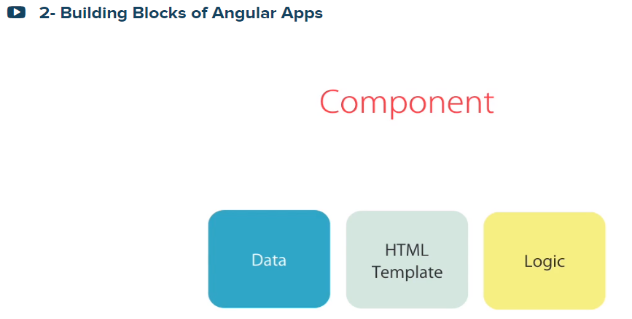 2- Building Blocks of Angular Apps
Component
Data
HTML
Template
Logic